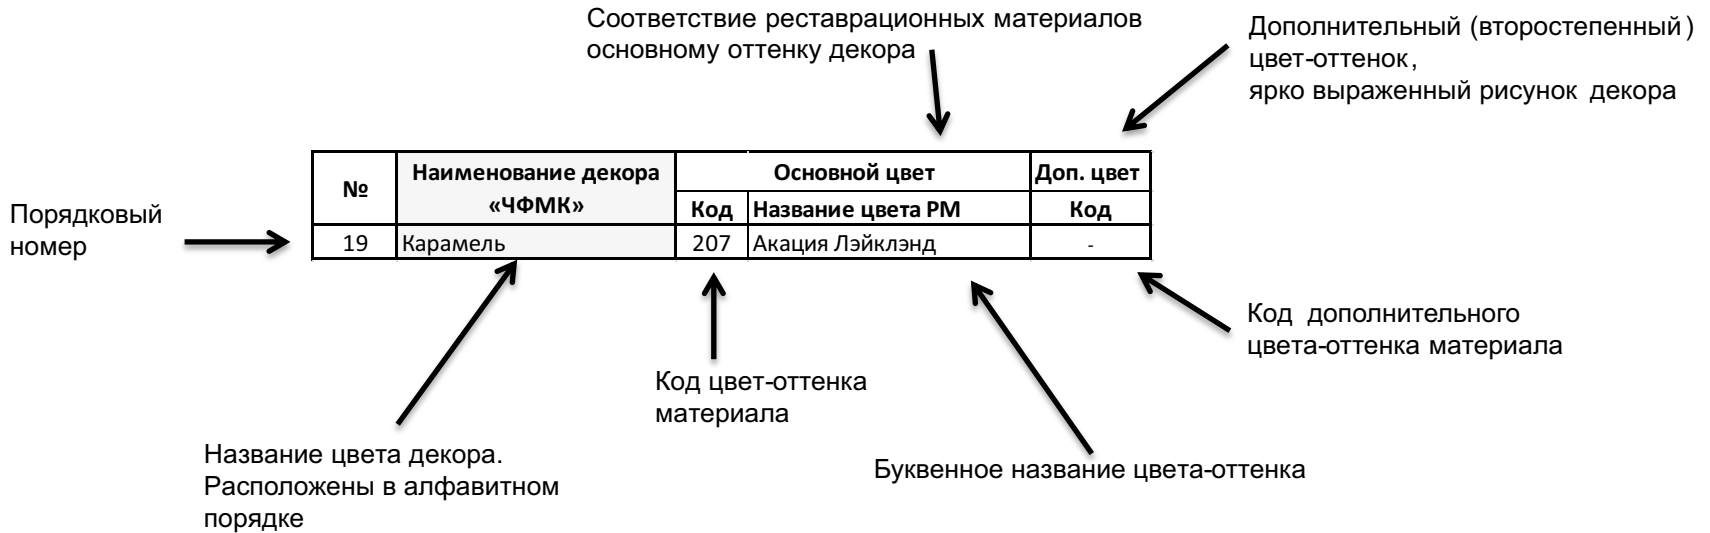 Соответствие реставрационных материалов
основному оттенку декора
Дополнительный (второстепенный)
цвет-оттенок,
ярко выраженный рисунок декора
№
Наименование декора
«ЧФМК»
Основной цвет
Доп. цвет
Код
Название цвета РМ
Код
19
Карамель
207
Акация Лэйклэнд
-
Порядковый
номер
Код дополнительного
цвета-оттенка материала
Код цвет-оттенка
материала
Название цвета декора.
Расположены в алфавитном
порядке
Буквенное название цвета-оттенка